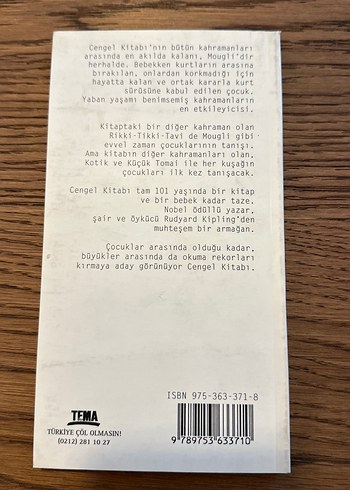 Cengel Kitabı'nın bütün kahramanları
arasında en akılda kalanı, Mougli'dir
herhalde. Bebekken kurtların arasına
bırakılan, onlardan korkmadığı için
hayatta kalan ve ortak kararla kurt
sürüsüne kabul edilen çocuk.
Yaban yaşamı benimsemiş kahramanların
en etkileyicisi.
Kitaptaki bir diğer kahraman olan
Rikki-Tikki-Tavi de Mougli gibi
evvel zaman çocuklarının tanışı.
Ama kitabın diğer kahramanları olan,
Kotik ve Küçük Tomai ile her kuşağın
çocukları ilk kez tanışacak.
Cengel Kitabı tam 101 yaşında bir kitap
ve bir bebek kadar taze.
Nobel ödüllü yazar,
şair ve öykücü Rudyard Kipling'den
muhteşem bir armağan.
Çocuklar arasında olduğu kadar,
büyükler arasında da okuma rekorları
kırmaya aday görünüyor Cengel Kitabı.
ISBN 975-363-371-8
9 789753 633710
TEMA
TÜRKİYE ÇÖL OLMASIN!
(0212) 281 10 27